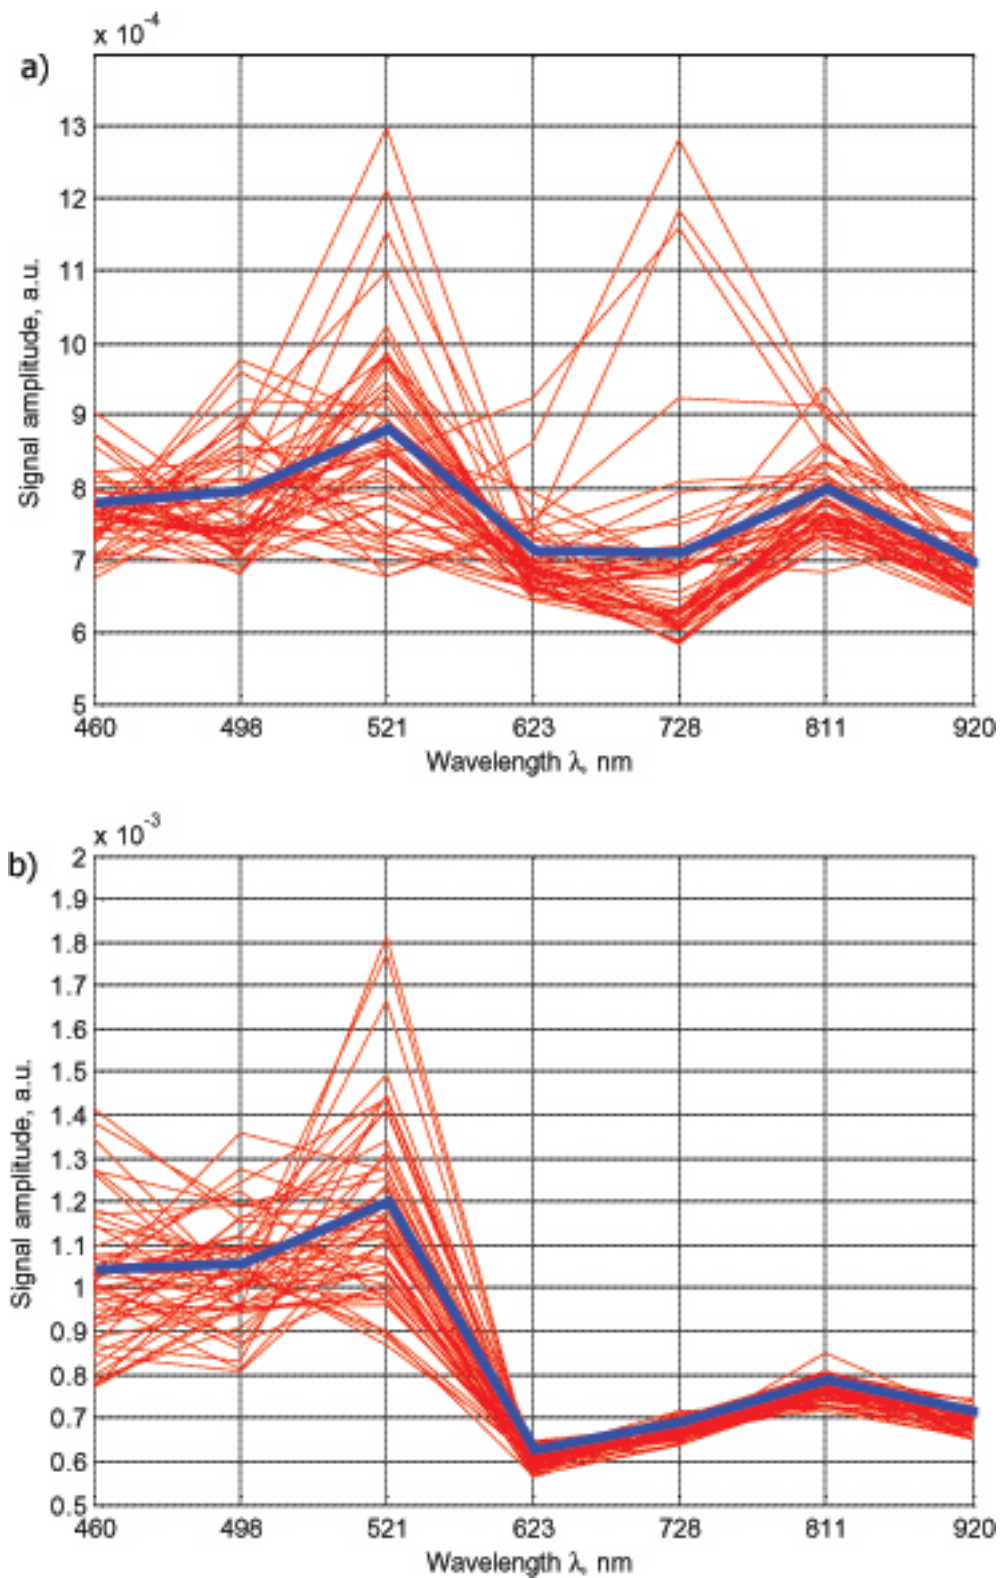 x 10⁻⁴
a)
13
12
11
10
9
8
7
6
5
Signal amplitude, a.u.
460 498 521 623 728 811 920
Wavelength λ, nm
x 10⁻³
b)
2
1.9
1.8
1.7
1.6
1.5
1.4
1.3
1.2
1.1
1
0.9
0.8
0.7
0.6
0.5
Signal amplitude, a.u.
460 498 521 623 728 811 920
Wavelength λ, nm